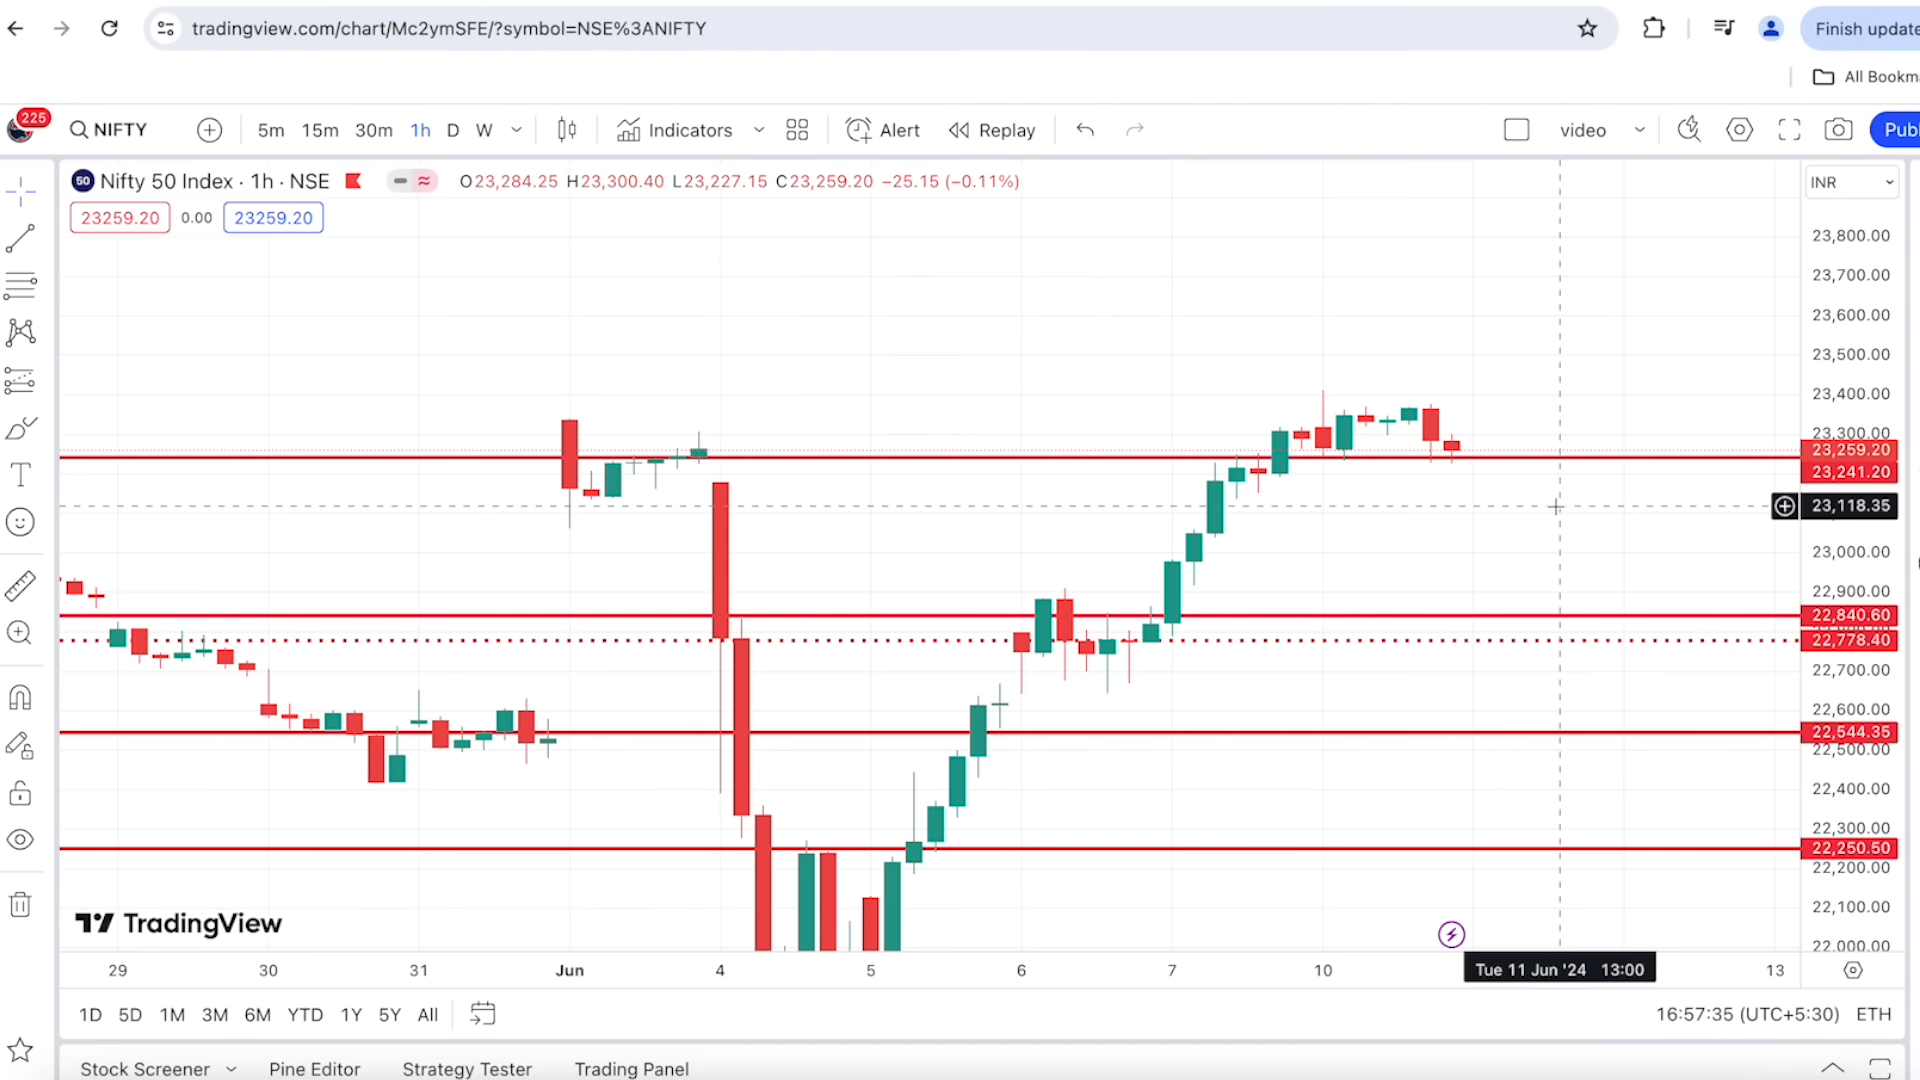 tradingview.com/chart/Mc2ymSFE/?symbol=NSE%3ANIFTY
Finish update
All Bookma
225
NIFTY
5m 15m 30m 1h D W
Indicators
Alert
Replay
video
Publ
50
Nifty 50 Index · 1h · NSE
O23,284.25 H23,300.40 L23,227.15 C23,259.20 −25.15 (−0.11%)
INR
23259.20 0.00 23259.20
23,800.00
23,700.00
23,600.00
23,500.00
23,400.00
23,300.00
23,259.20
23,241.20
23,118.35
23,000.00
22,900.00
22,840.60
22,778.40
22,700.00
22,600.00
22,544.35
22,500.00
22,400.00
22,300.00
22,250.50
22,200.00
22,100.00
22,000.00
TradingView
29 30 31 Jun 4 5 6 7 10 Tue 11 Jun '24 13:00 13
1D 5D 1M 3M 6M YTD 1Y 5Y All
16:57:35 (UTC+5:30) ETH
Stock Screener Pine Editor Strategy Tester Trading Panel